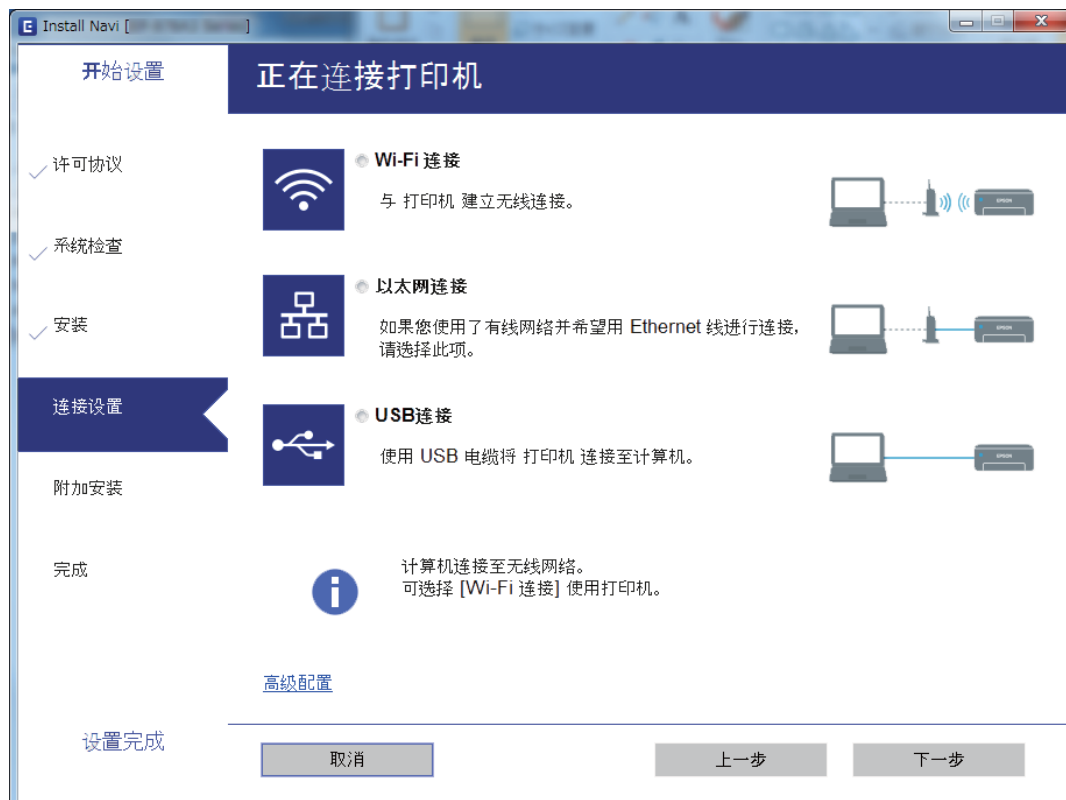 Install Navi [
]
开始设置
正在连接打印机
许可协议
系统检查
安装
连接设置
附加安装
完成
设置完成
Wi-Fi 连接
与 打印机 建立无线连接。
EPSON
以太网连接
如果您使用了有线网络并希望用 Ethernet 线进行连接,
请选择此项。
EPSON
USB连接
使用 USB 电缆将 打印机 连接至计算机。
EPSON
计算机连接至无线网络。
可选择 [Wi-Fi 连接] 使用打印机。
高级配置
取消
上一步
下一步